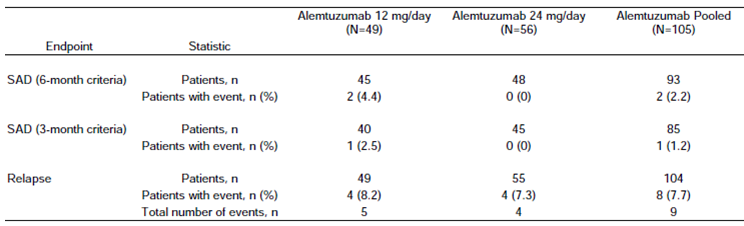 Alemtuzumab 12 mg/day Alemtuzumab 24 mg/day Alemtuzumab Pooled
(N=49) (N=56) (N=105)
Endpoint Statistic
SAD (6-month criteria) Patients, n 45 48 93
Patients with event, n (%) 2 (4.4) 0 (0) 2 (2.2)
SAD (3-month criteria) Patients, n 40 45 85
Patients with event, n (%) 1 (2.5) 0 (0) 1 (1.2)
Relapse Patients, n 49 55 104
Patients with event, n (%) 4 (8.2) 4 (7.3) 8 (7.7)
Total number of events, n 5 4 9